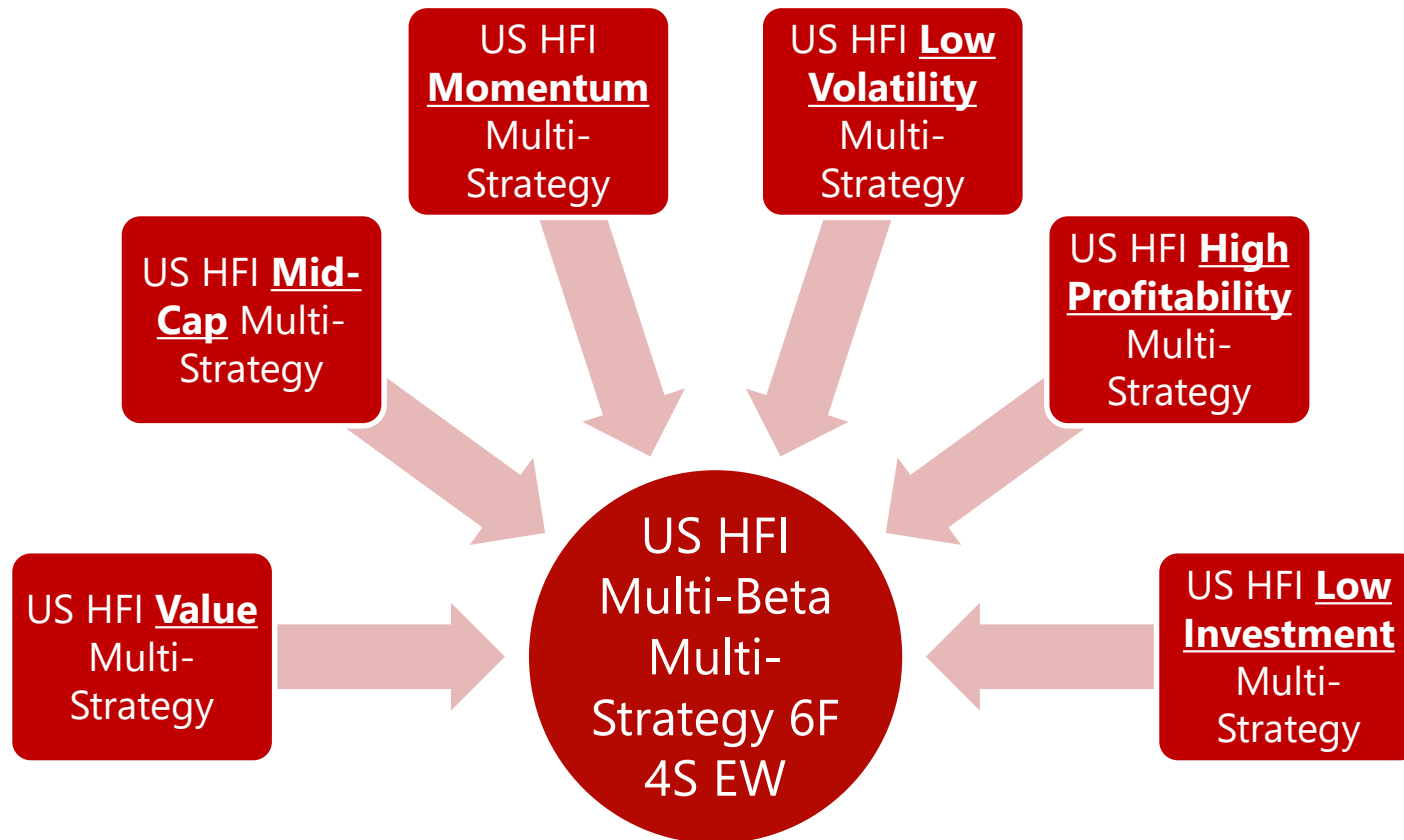 US HFI
Momentum
Multi-
Strategy
US HFI Low
Volatility
Multi-
Strategy
US HFI Mid-
Cap Multi-
Strategy
US HFI High
Profitability
Multi-
Strategy
US HFI Value
Multi-
Strategy
US HFI
Multi-Beta
Multi-
Strategy 6F
4S EW
US HFI Low
Investment
Multi-
Strategy